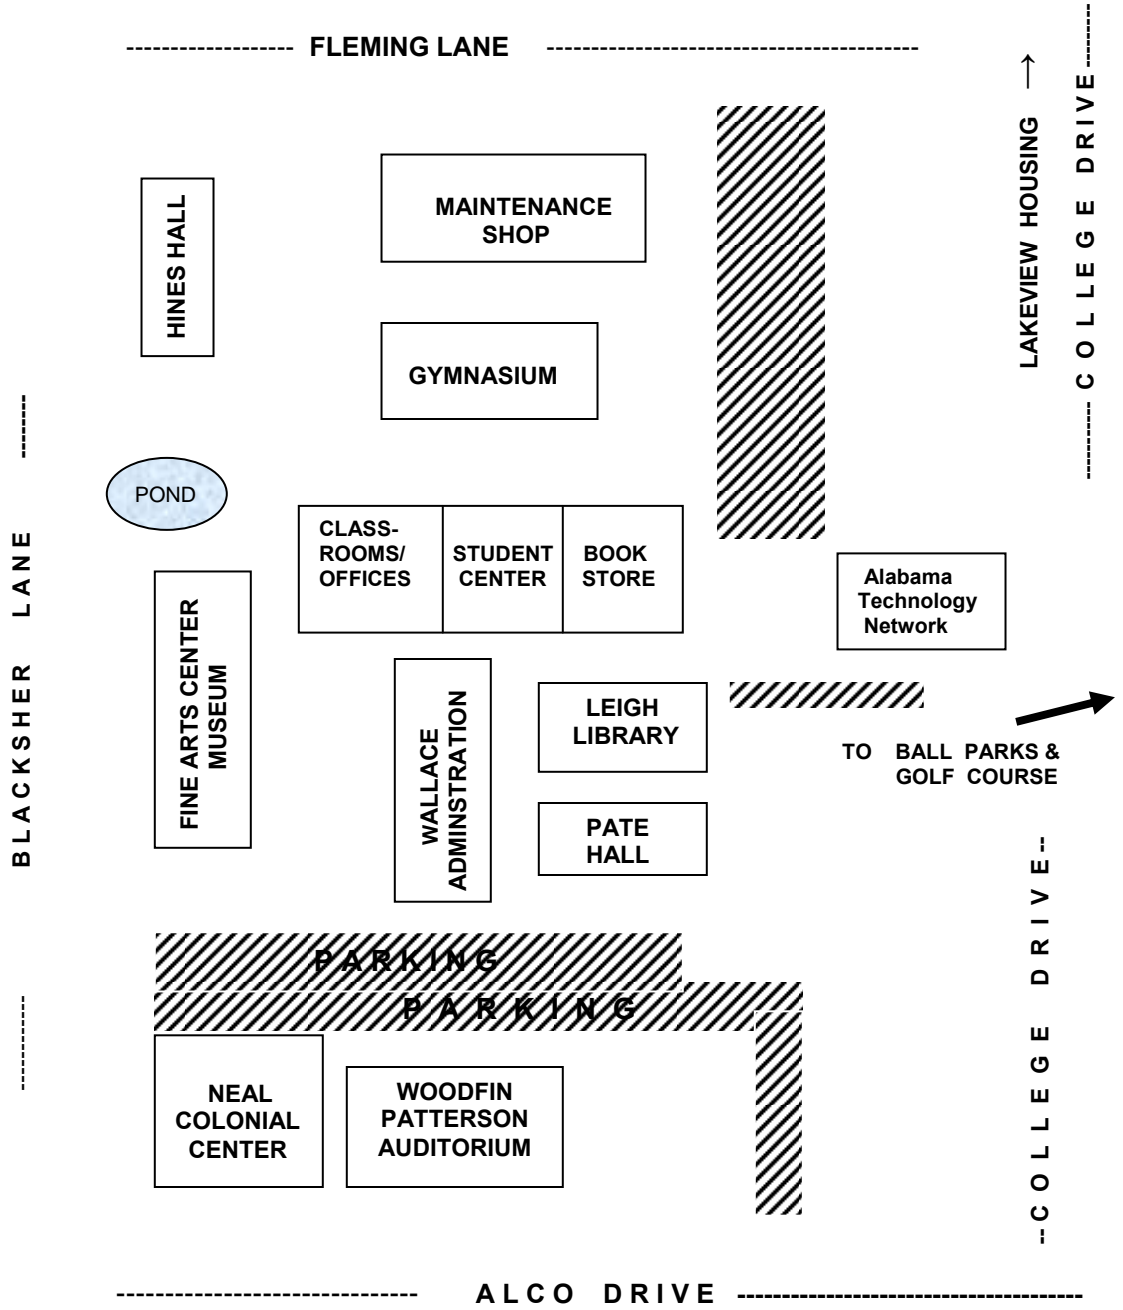 FLEMING LANE
LAKEVIEW HOUSING →
COLLEGE DRIVE
HINES HALL
MAINTENANCE
SHOP
GYMNASIUM
POND
BLACKSHER LANE
CLASS-
ROOMS/
OFFICES
STUDENT
CENTER
BOOK
STORE
Alabama
Technology
Network
FINE ARTS CENTER
MUSEUM
WALLACE
ADMINSTRATION
LEIGH
LIBRARY
TO BALL PARKS &
GOLF COURSE
PATE
HALL
COLLEGE DRIVE
PARKING
PARKING
NEAL
COLONIAL
CENTER
WOODFIN
PATTERSON
AUDITORIUM
ALCO DRIVE